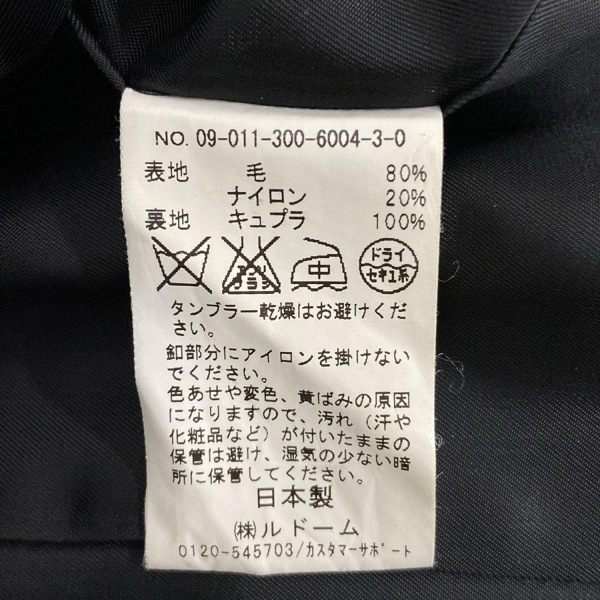 NO. 09-011-300-6004-3-0
表地 毛 80%
ナイロン 20%
裏地 キュプラ 100%
エンソ サラシ 中 ドライ
セキユ系
タンブラー乾燥はお避けくだ
さい。
釦部分にアイロンを掛けない
でください。
色あせや変色、黄ばみの原因
になりますので、汚れ(汗や
化粧品など)が付いたままの
保管は避け、湿気の少ない暗
所に保管してください。
日本製
㈱ルドーム
0120-545703/カスタマーサポート